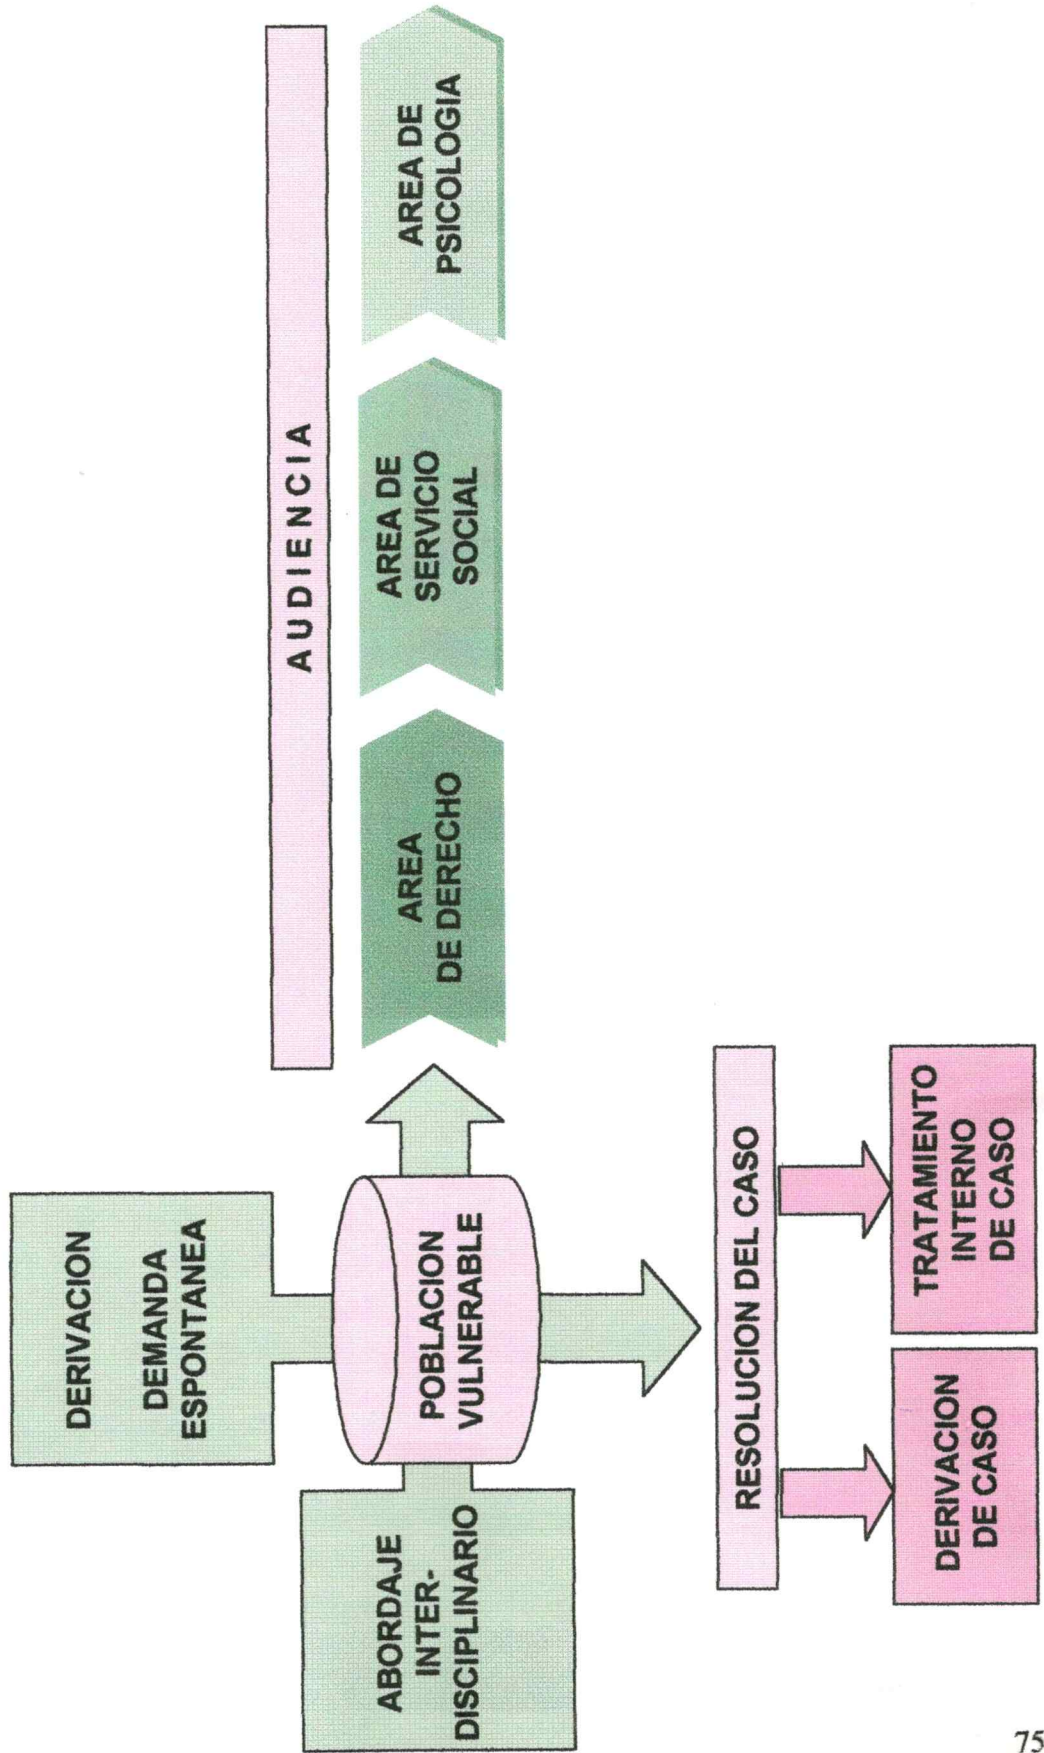 DERIVACION
DEMANDA
ESPONTANEA
ABORDAJE
INTER-
DISCIPLINARIO
POBLACION
VULNERABLE
A U D I E N C I A
AREA
DE DERECHO
AREA DE
SERVICIO
SOCIAL
AREA DE
PSICOLOGIA
RESOLUCION DEL CASO
DERIVACION
DE CASO
TRATAMIENTO
INTERNO
DE CASO
75